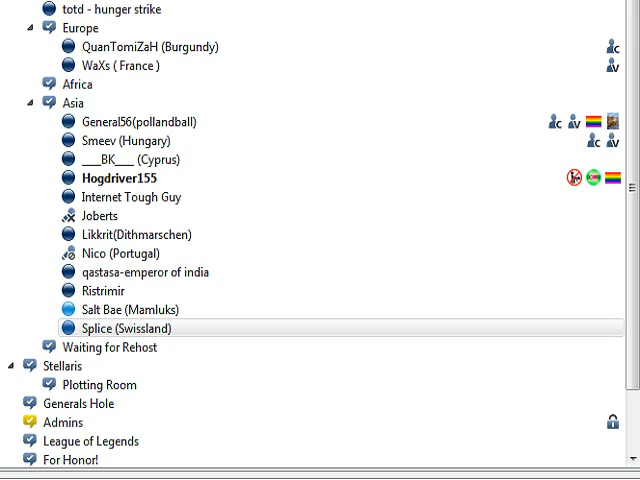 totd - hunger strike
Europe
QuanTomiZaH (Burgundy)
C
WaXs ( France )
V
Africa
Asia
General56(pollandball)
C V
Smeev (Hungary)
C V
___BK___ (Cyprus)
Hogdriver155
Internet Tough Guy
Joberts
Likkrit(Dithmarschen)
Nico (Portugal)
qastasa-emperor of india
Ristrimir
Salt Bae (Mamluks)
Splice (Swissland)
Waiting for Rehost
Stellaris
Plotting Room
Generals Hole
Admins
League of Legends
For Honor!